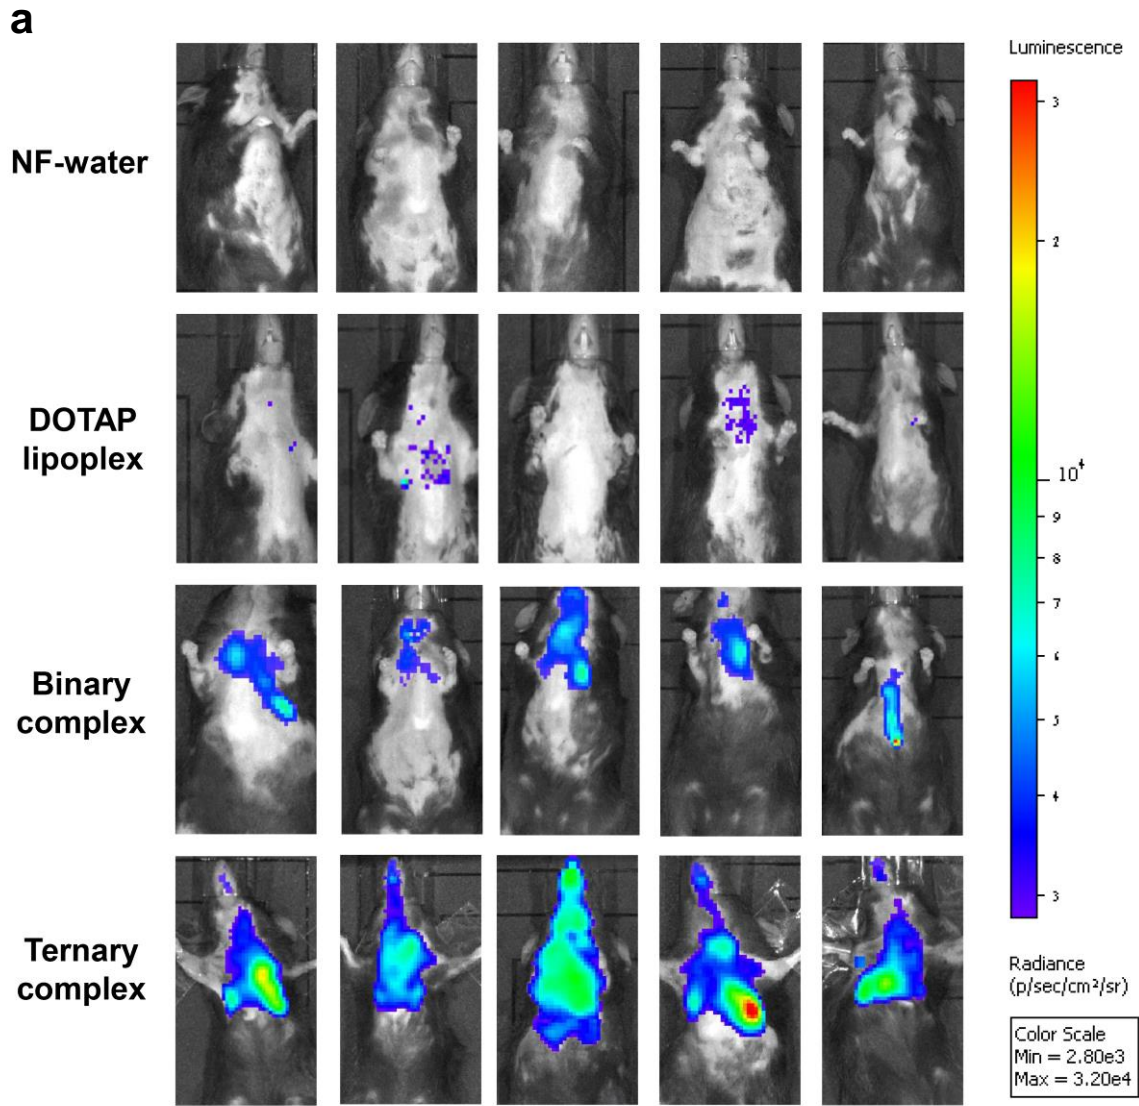 a
Luminescence
NF-water
DOTAP
lipoplex
Binary
complex
Ternary
complex
3
2
10⁴
9
8
7
6
5
4
3
Radiance
(p/sec/cm²/sr)
Color Scale
Min = 2.80e3
Max = 3.20e4